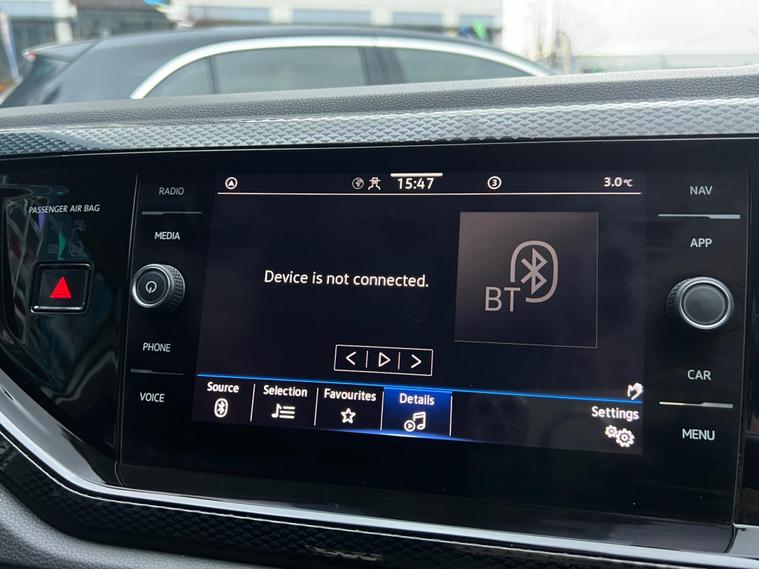 RADIO
MEDIA
PHONE
VOICE
PASSENGER AIR BAG
15:47
3
3.0°C
Device is not connected.
BT
Source
Selection
Favourites
Details
Settings
NAV
APP
CAR
MENU